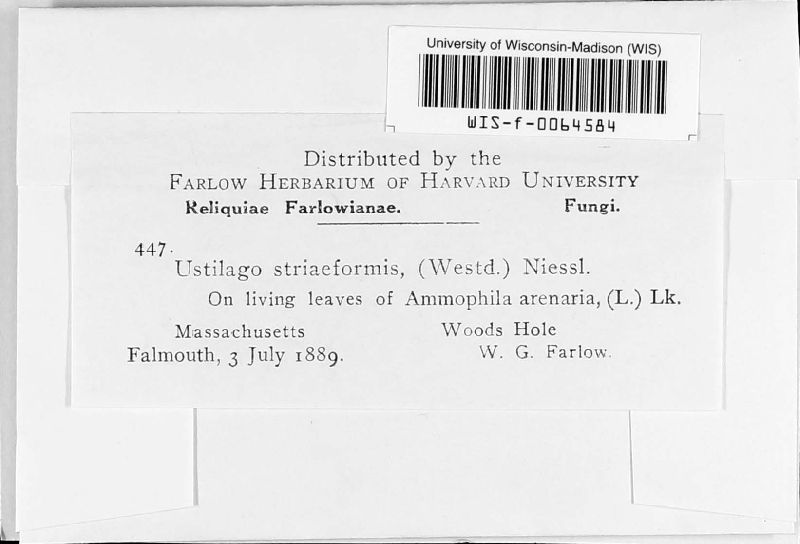 University of Wisconsin-Madison (WIS)
WIS-f-0064584
Distributed by the
FARLOW HERBARIUM OF HARVARD UNIVERSITY
Reliquiae Farlowianae. Fungi.
447.
Ustilago striaeformis, (Westd.) Niessl.
On living leaves of Ammophila arenaria, (L.) Lk.
Massachusetts Woods Hole
Falmouth, 3 July 1889. W. G. Farlow.